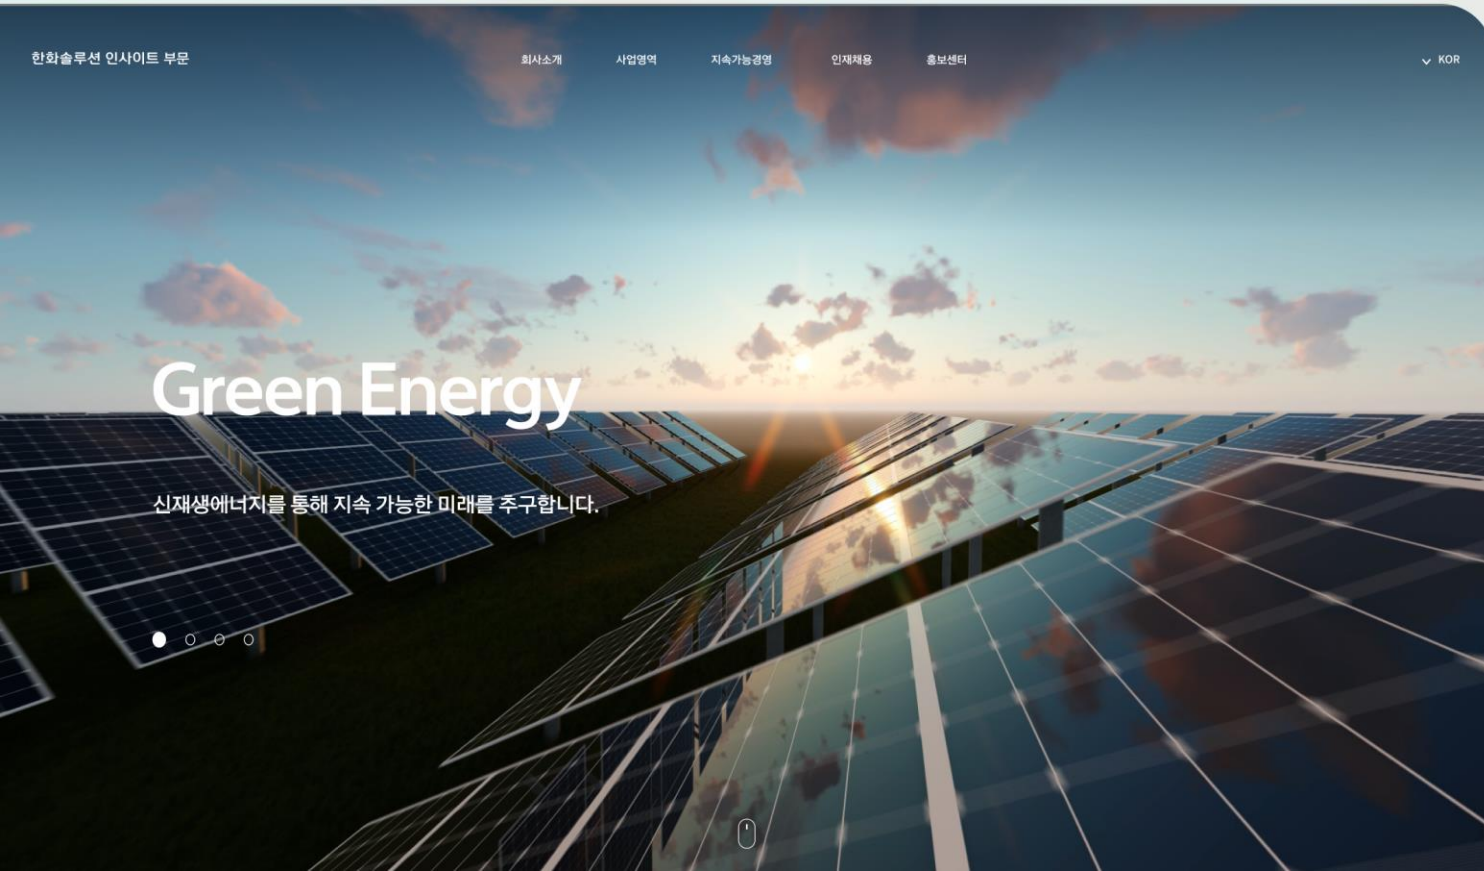 한화솔루션 인사이트 부문
회사소개 사업영역 지속가능경영 인재채용 홍보센터
KOR
Green Energy
신재생에너지를 통해 지속 가능한 미래를 추구합니다.